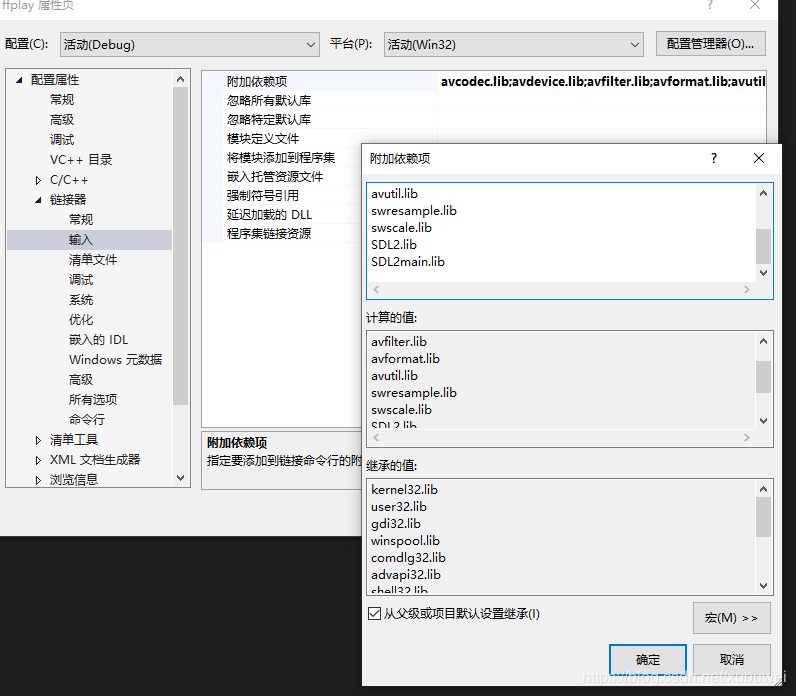 ffplay 属性页
配置(C):
活动(Debug)
平台(P):
活动(Win32)
配置管理器(O)...
配置属性
常规
高级
调试
VC++ 目录
C/C++
链接器
常规
输入
清单文件
调试
系统
优化
嵌入的 IDL
Windows 元数据
高级
所有选项
命令行
清单工具
XML 文档生成器
浏览信息
附加依赖项
avcodec.lib;avdevice.lib;avfilter.lib;avformat.lib;avutil
忽略所有默认库
忽略特定默认库
模块定义文件
将模块添加到程序集
嵌入托管资源文件
强制符号引用
延迟加载的 DLL
程序集链接资源
附加依赖项
指定要添加到链接命令行的附
附加依赖项
?
avutil.lib
swresample.lib
swscale.lib
SDL2.lib
SDL2main.lib
计算的值:
avfilter.lib
avformat.lib
avutil.lib
swresample.lib
swscale.lib
SDL2.lib
继承的值:
kernel32.lib
user32.lib
gdi32.lib
winspool.lib
comdlg32.lib
advapi32.lib
shell32.lib
从父级或项目默认设置继承(I)
宏(M) >>
确定
取消
https://blog.csdn.net/xubuwei